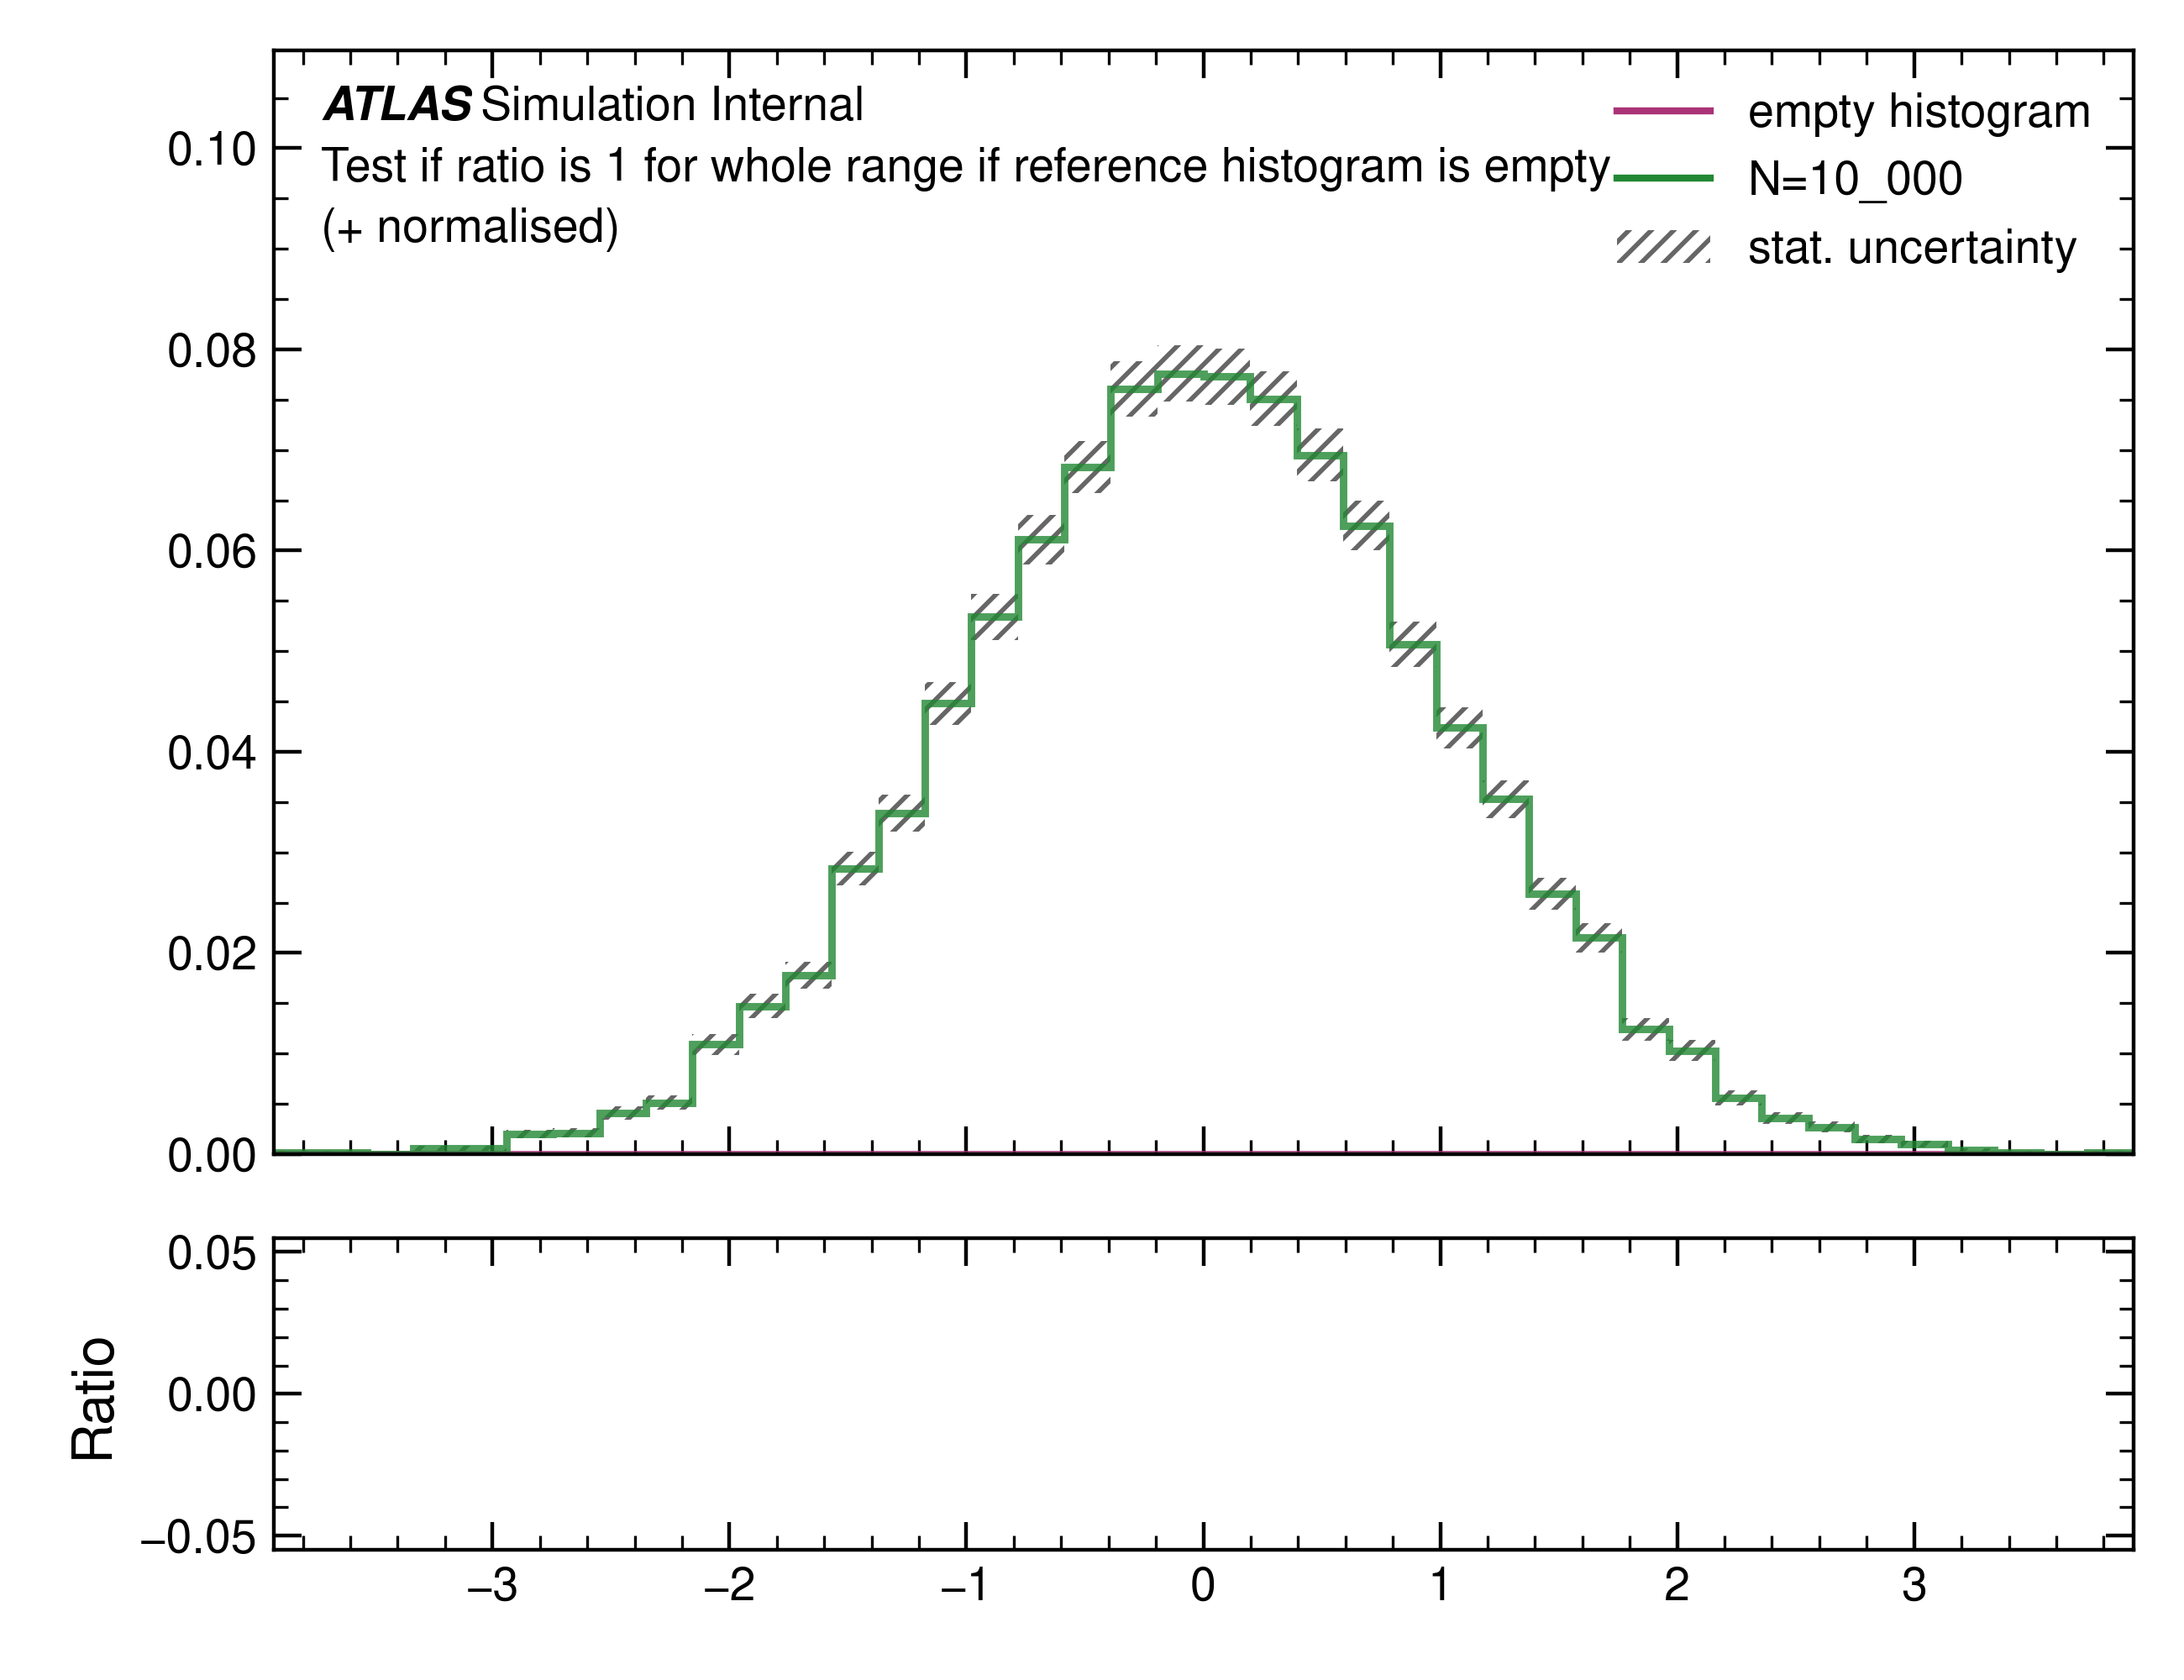 ATLAS Simulation Internal
Test if ratio is 1 for whole range if reference histogram is empty
(+ normalised)
empty histogram
N=10_000
stat. uncertainty
0.10
0.08
0.06
0.04
0.02
0.00
Ratio
0.05
0.00
−0.05
−3 −2 −1 0 1 2 3